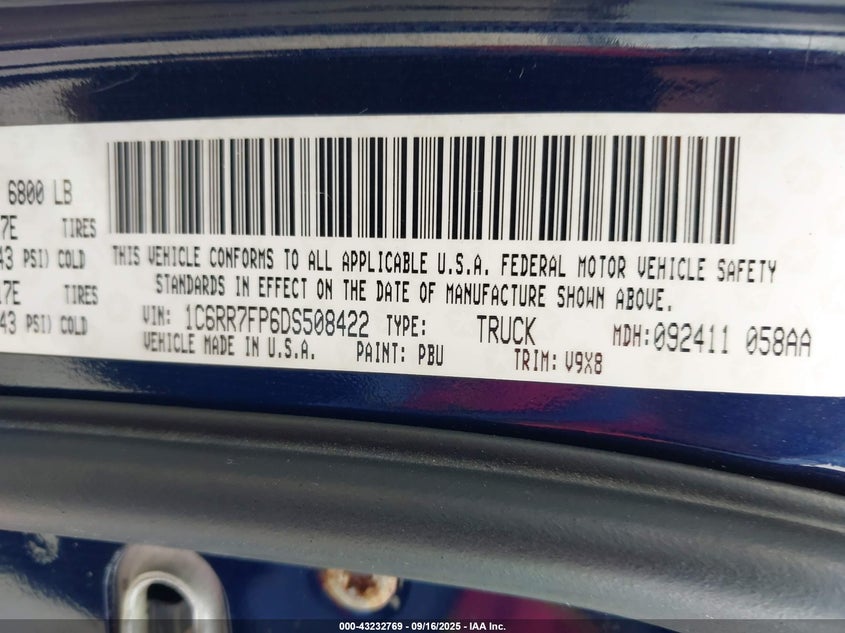 6800 LB
7E TIRES
43 PSI) COLD
17E TIRES
43 PSI) COLD
THIS VEHICLE CONFORMS TO ALL APPLICABLE U.S.A. FEDERAL MOTOR VEHICLE SAFETY
STANDARDS IN EFFECT ON THE DATE OF MANUFACTURE SHOWN ABOVE.
VIN: 1C6RR7FP6DS508422 TYPE: TRUCK MDH: 092411 058AA
VEHICLE MADE IN U.S.A. PAINT: PBU TRIM: V9X8
000-43232769 - 09/16/2025 - IAA Inc.